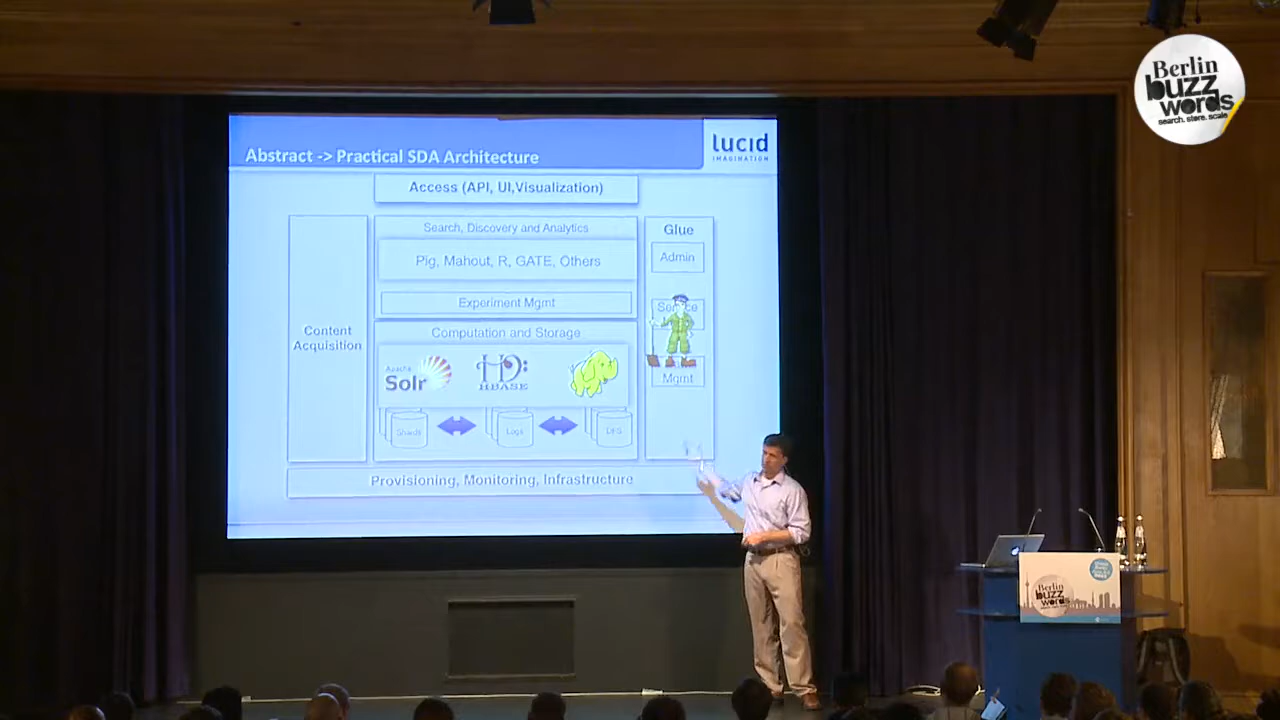 Berlin
buzz
words
search. store. scale
Abstract -> Practical SDA Architecture
lucid
IMAGINATION
Access (API, UI,Visualization)
Search, Discovery and Analytics
Pig, Mahout, R, GATE, Others
Experiment Mgmt
Content
Acquisition
Computation and Storage
Apache
Solr
HBASE
Shards
Logs
DFS
Glue
Admin
Service
Mgmt
Provisioning, Monitoring, Infrastructure
Berlin
buzz
words